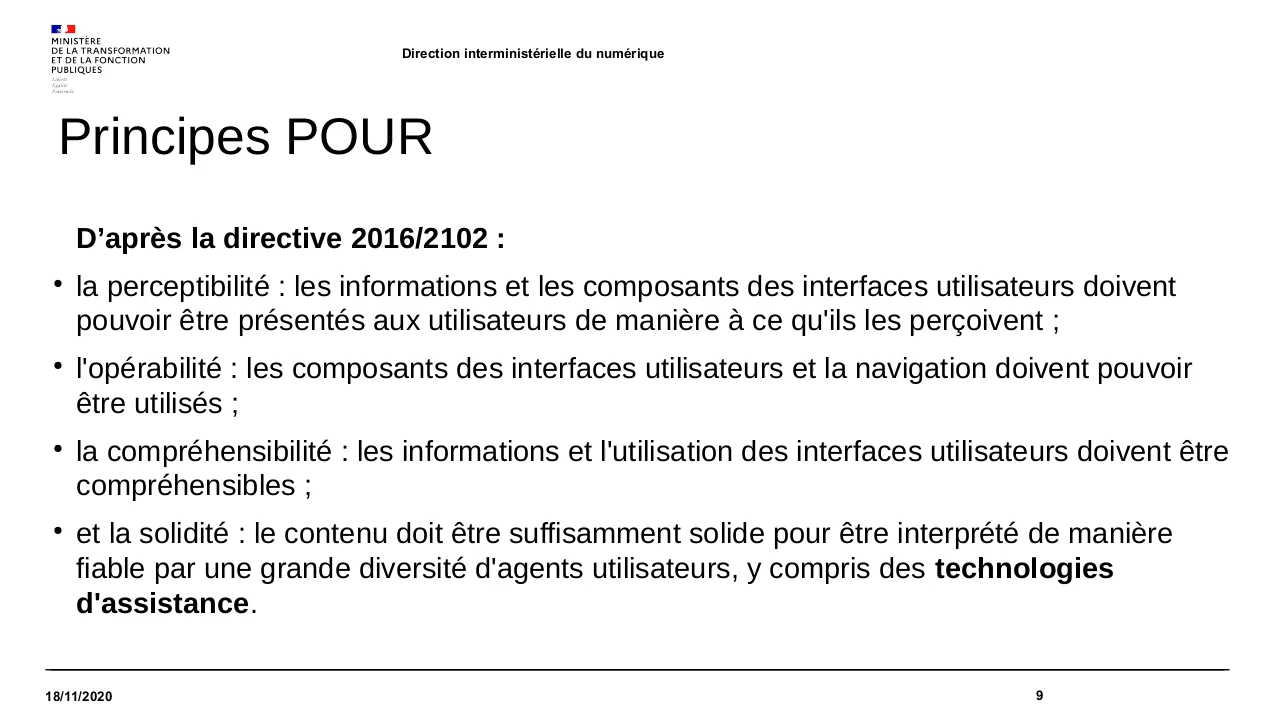 MINISTÈRE
DE LA TRANSFORMATION
ET DE LA FONCTION
PUBLIQUES
Liberté
Égalité
Fraternité
Direction interministérielle du numérique
Principes POUR
D’après la directive 2016/2102 :
• la perceptibilité : les informations et les composants des interfaces utilisateurs doivent
pouvoir être présentés aux utilisateurs de manière à ce qu'ils les perçoivent ;
• l'opérabilité : les composants des interfaces utilisateurs et la navigation doivent pouvoir
être utilisés ;
• la compréhensibilité : les informations et l'utilisation des interfaces utilisateurs doivent être
compréhensibles ;
• et la solidité : le contenu doit être suffisamment solide pour être interprété de manière
fiable par une grande diversité d'agents utilisateurs, y compris des technologies
d'assistance.
18/11/2020
9